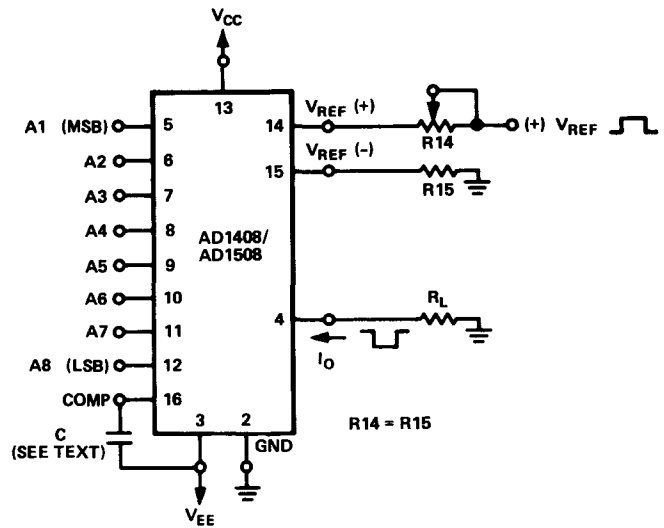 VCC
13
A1 (MSB) 5
A2 6
A3 7
A4 8
A5 9
A6 10
A7 11
A8 (LSB) 12
COMP 16
C
(SEE TEXT)
AD1408/
AD1508
14 VREF (+)
R14
(+) VREF
15 VREF (-)
R15
4
RL
IO
R14 = R15
3
2
GND
VEE